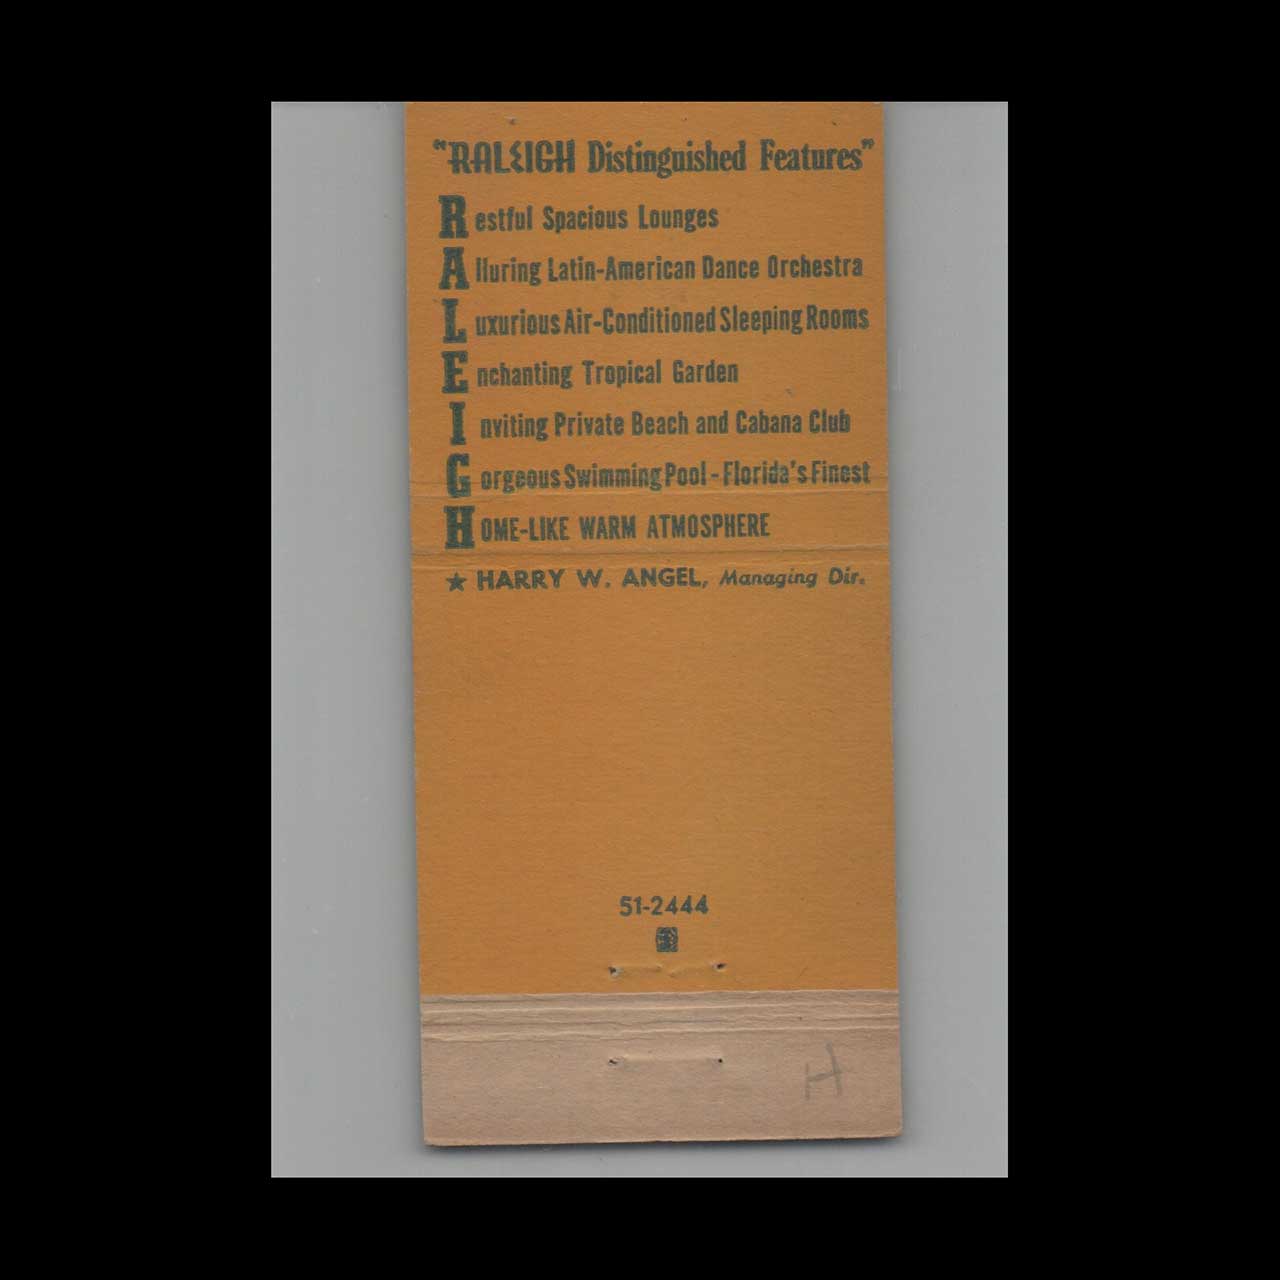 "RALEIGH Distinguished Features"
Restful Spacious Lounges
Alluring Latin-American Dance Orchestra
Luxurious Air-Conditioned Sleeping Rooms
Enchanting Tropical Garden
Inviting Private Beach and Cabana Club
Gorgeous Swimming Pool - Florida's Finest
HOME-LIKE WARM ATMOSPHERE
★ HARRY W. ANGEL, Managing Dir.
51-2444
H